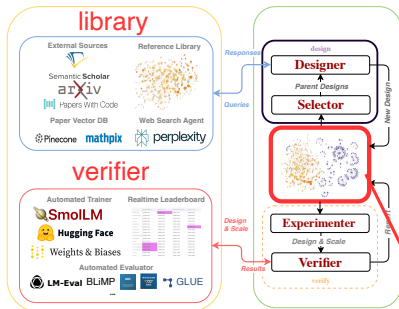 library
External Sources
Reference Library
Semantic Scholar
arXiv
Papers With Code
Paper Vector DB
Web Search Agent
Pinecone
mathpix
perplexity
Responses
Queries
design
Designer
Parent Designs
Selector
New Design
verifier
Automated Trainer
Realtime Leaderboard
SmolLM
Hugging Face
Weights & Biases
Automated Evaluator
LM-Eval
BLiMP
GLUE
...
Design
& Scale
Results
Experimenter
Design & Scale
Verifier
verify